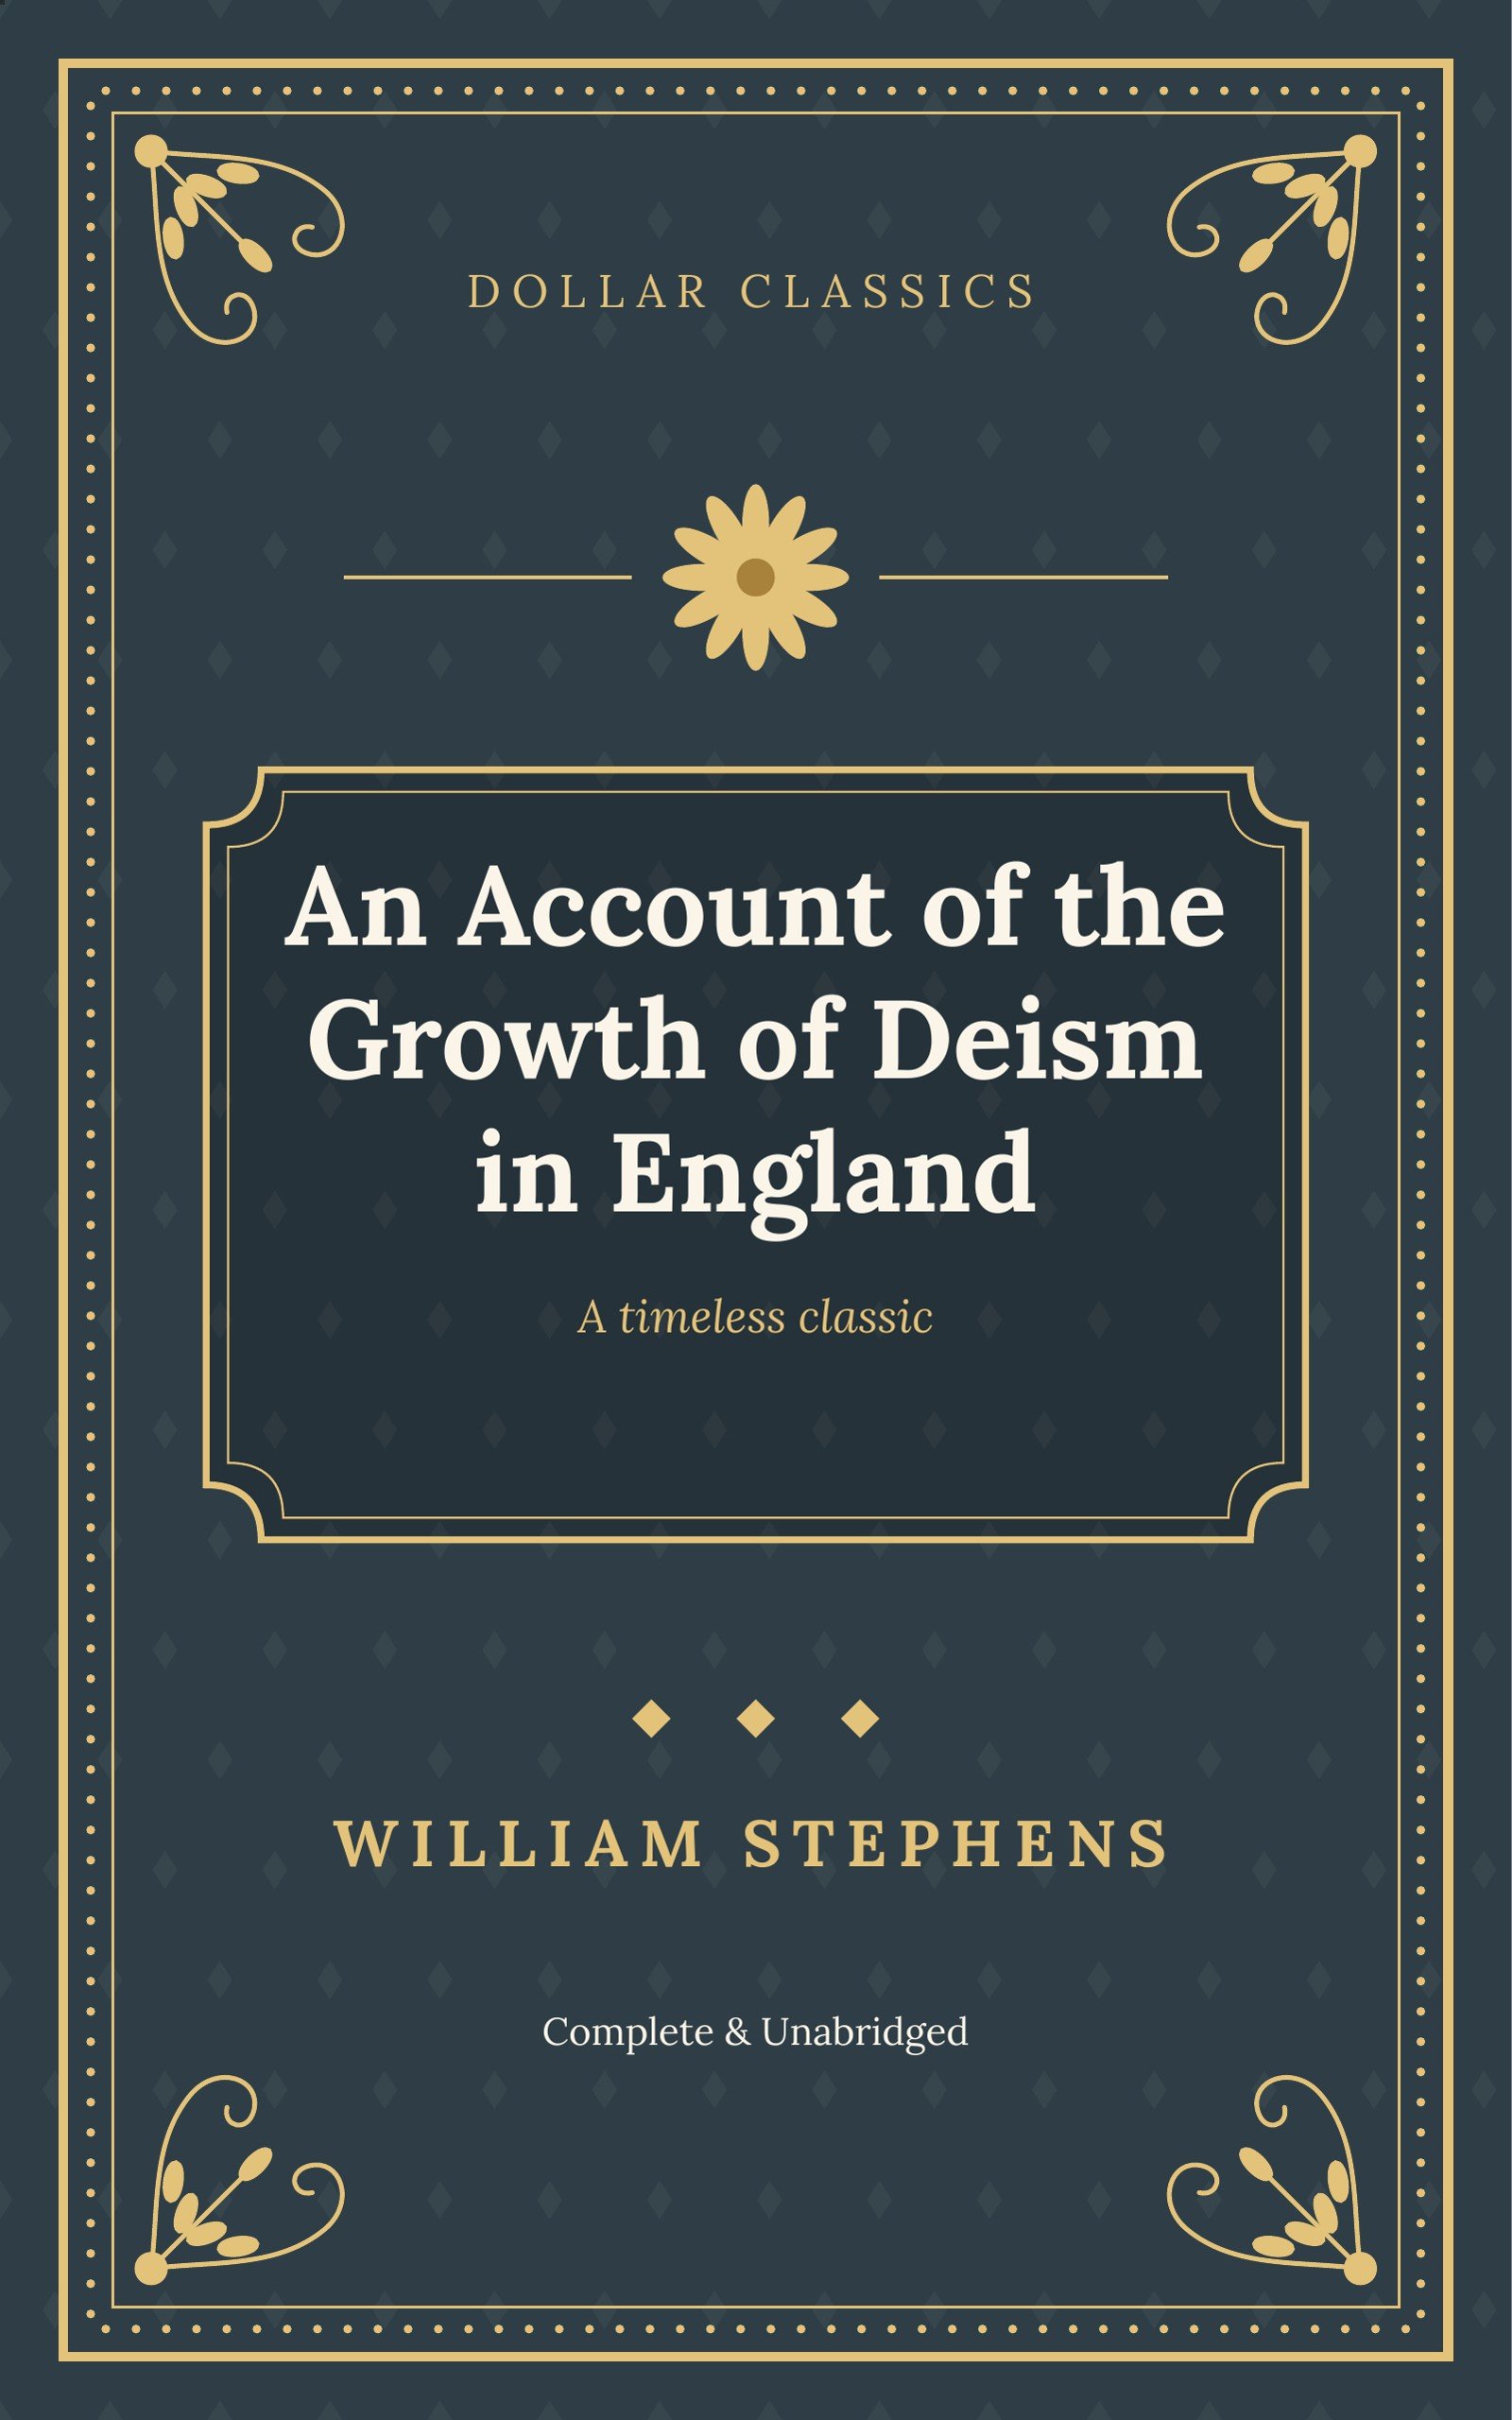 DOLLAR CLASSICS
An Account of the
Growth of Deism
in England
A timeless classic
WILLIAM STEPHENS
Complete & Unabridged